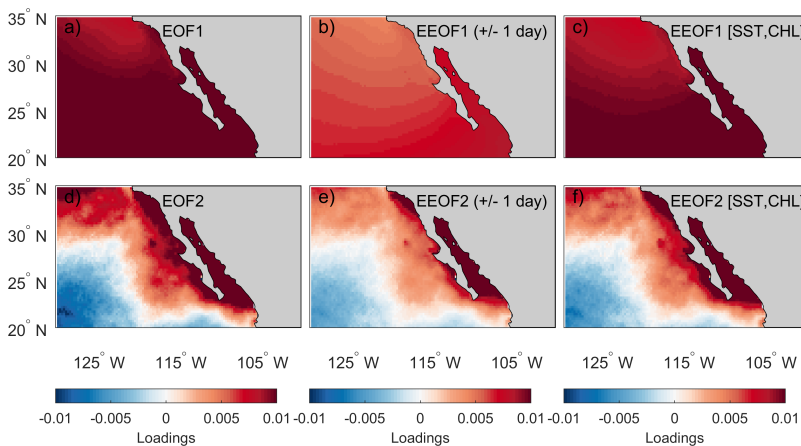 35° N
a) EOF1
b) EEOF1 (+/- 1 day)
c) EEOF1 [SST,CHL]
30° N
25° N
20° N
35° N
d) EOF2
e) EEOF2 (+/- 1 day)
f) EEOF2 [SST,CHL]
30° N
25° N
20° N
125° W 115° W 105° W
125° W 115° W 105° W
125° W 115° W 105° W
-0.01 -0.005 0 0.005 0.01
Loadings
-0.01 -0.005 0 0.005 0.01
Loadings
-0.01 -0.005 0 0.005 0.01
Loadings